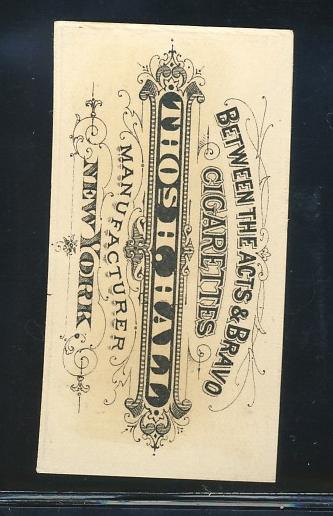 BETWEEN THE ACTS & BRAVO
CIGARETTES
THOS. H. HALL
MANUFACTURER
NEW YORK